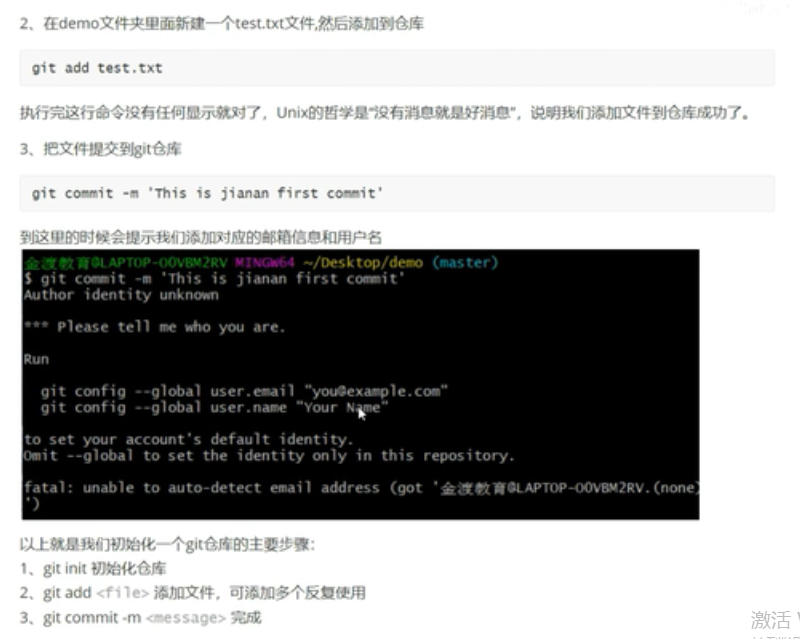 2、在demo文件夹里面新建一个test.txt文件,然后添加到仓库
git add test.txt
执行完这行命令没有任何显示就对了，Unix的哲学是“没有消息就是好消息”，说明我们添加文件到仓库成功了。
3、把文件提交到git仓库
git commit -m 'This is jianan first commit'
到这里的时候会提示我们添加对应的邮箱信息和用户名
金渡教育@LAPTOP-O0VBM2RV MINGW64 ~/Desktop/demo (master)
$ git commit -m 'This is jianan first commit'
Author identity unknown
*** Please tell me who you are.
Run
git config --global user.email "you@example.com"
git config --global user.name "Your Name"
to set your account's default identity.
Omit --global to set the identity only in this repository.
fatal: unable to auto-detect email address (got '金渡教育@LAPTOP-O0VBM2RV.(none)
')
以上就是我们初始化一个git仓库的主要步骤：
1、git init 初始化仓库
2、git add <file> 添加文件，可添加多个反复使用
3、git commit -m <message> 完成
激活